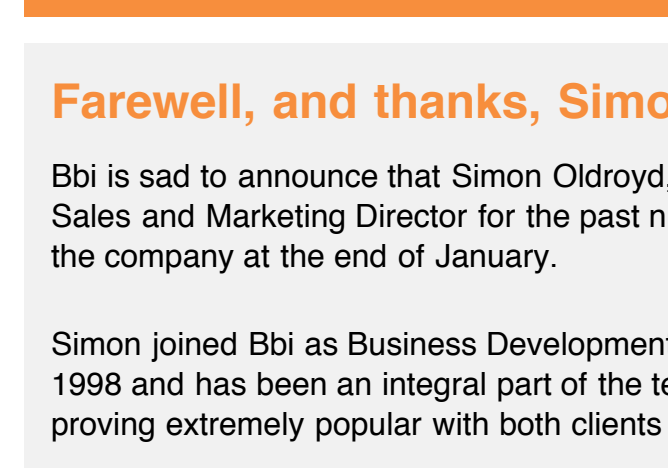 Farewell, and thanks, Simo
Bbi is sad to announce that Simon Oldroyd,
Sales and Marketing Director for the past n
the company at the end of January.
Simon joined Bbi as Business Development
1998 and has been an integral part of the te
proving extremely popular with both clients